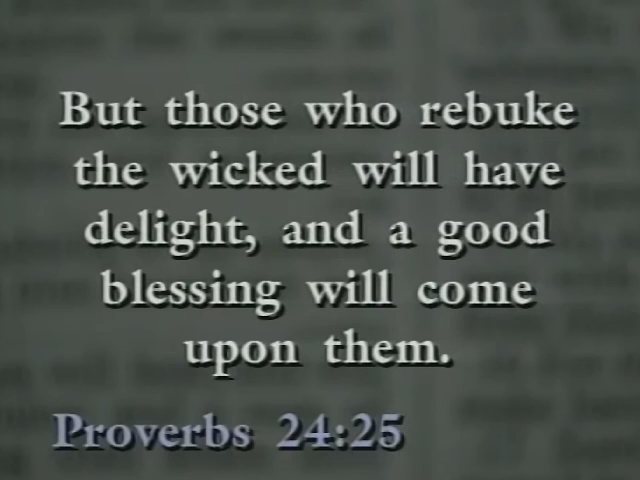 But those who rebuke
the wicked will have
delight, and a good
blessing will come
upon them.
Proverbs 24:25